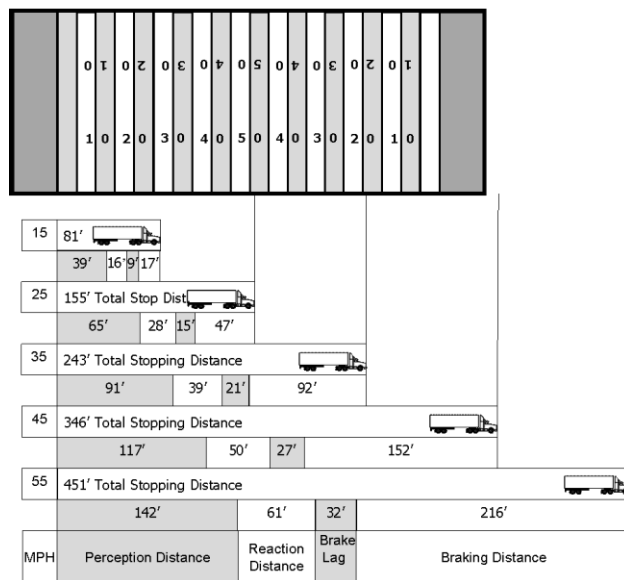 0 1 0 2 0 3 0 4 0 5 0 4 0 3 0 2 0 1
1 0 2 0 3 0 4 0 5 0 4 0 3 0 2 0 1 0
15 81′
39′ 16′ 9′ 17′
25 155′ Total Stop Dist
65′ 28′ 15′ 47′
35 243′ Total Stopping Distance
91′ 39′ 21′ 92′
45 346′ Total Stopping Distance
117′ 50′ 27′ 152′
55 451′ Total Stopping Distance
142′ 61′ 32′ 216′
MPH Perception Distance Reaction Distance Brake Lag Braking Distance